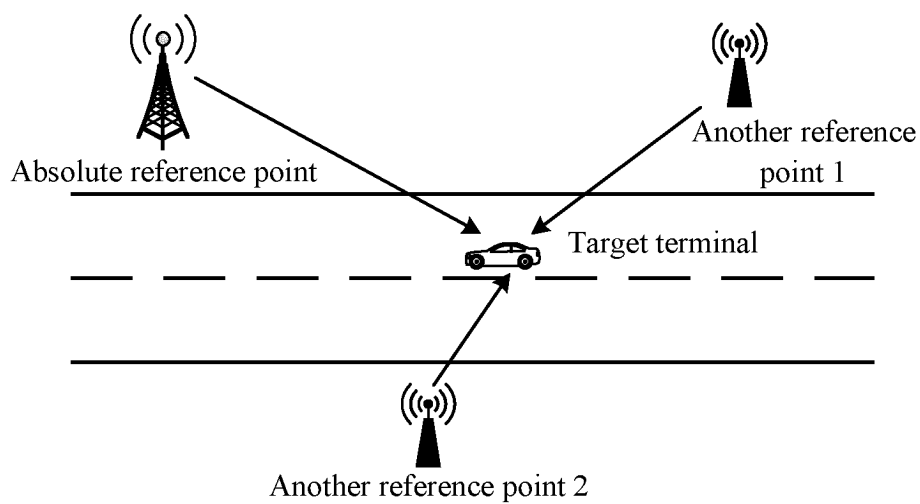 Absolute reference point
Another reference
point 1
Target terminal
Another reference point 2